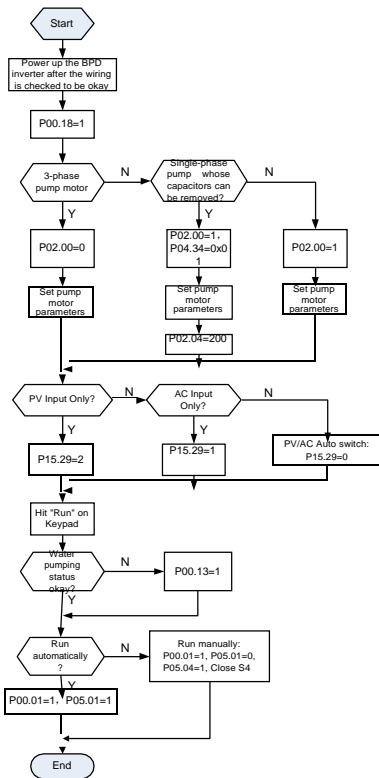 Start
Power up the BPD
inverter after the wiring
is checked to be okay
P00.18=1
3-phase
pump motor
N
Single-phase
pump whose
capacitors can
be removed?
N
Y
Y
P02.00=0
P02.00=1,
P04.34=0x0
1
P02.00=1
Set pump
motor
parameters
Set pump
motor
parameters
Set pump
motor
parameters
P02.04=200
PV Input Only?
N
AC Input
Only?
N
Y
Y
P15.29=2
P15.29=1
PV/AC Auto switch:
P15.29=0
Hit "Run" on
Keypad
Water
pumping
status
okay?
N
P00.13=1
Y
Run
automatically
?
N
Run manually:
P00.01=1, P05.01=0,
P05.04=1, Close S4
Y
P00.01=1, P05.01=1
End